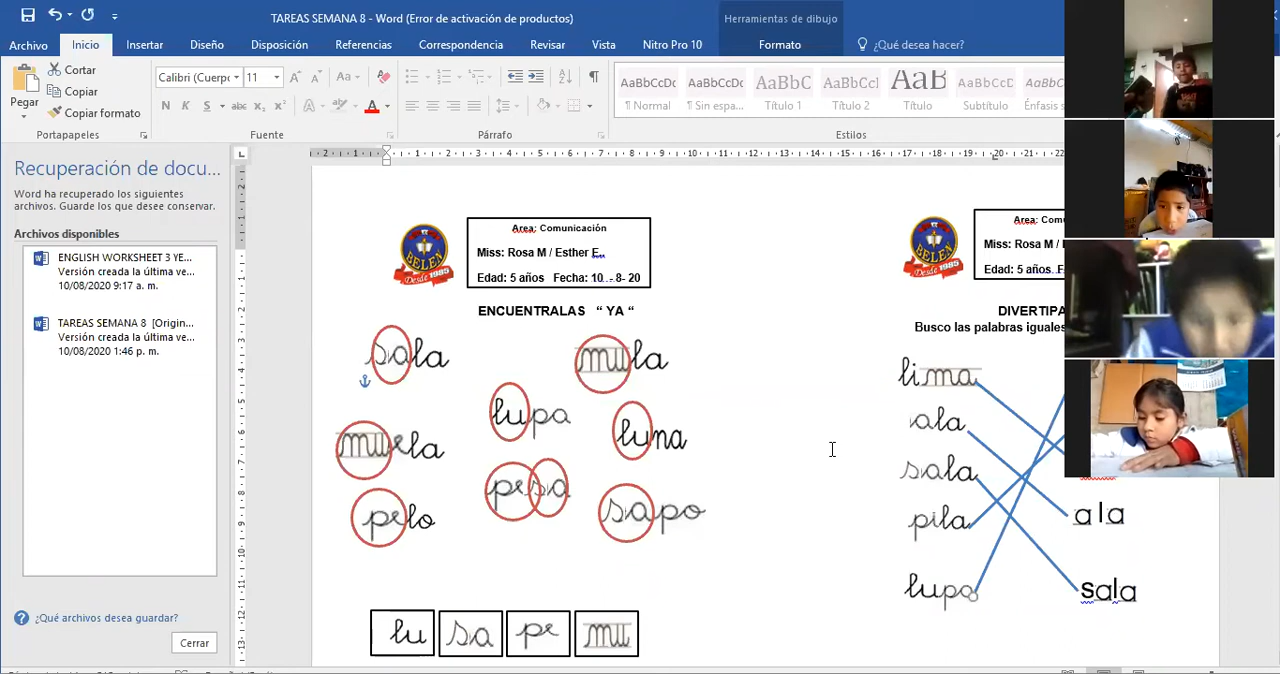 TAREAS SEMANA 8 - Word (Error de activación de productos)
Herramientas de dibujo
Archivo Inicio Insertar Diseño Disposición Referencias Correspondencia Revisar Vista Nitro Pro 10 Formato ¿Qué desea hacer?
Pegar
Cortar
Copiar
Copiar formato
Calibri (Cuerpo 11
N K S abc x₂ x²
AaBbCcDc AaBbCcDc AaBbC AaBbCcI AaB AaBbCcD AaBbCcDc
¶ Normal ¶ Sin espa... Título 1 Título 2 Título Subtítulo Énfasis s
Portapapeles Fuente Párrafo Estilos
Recuperación de docu...
Word ha recuperado los siguientes
archivos. Guarde los que desee conservar.
Archivos disponibles
ENGLISH WORKSHEET 3 YE...
Versión creada la última ve...
10/08/2020 9:17 a. m.
TAREAS SEMANA 8 [Origin...
Versión creada la última ve...
10/08/2020 1:46 p. m.
¿Qué archivos desea guardar?
Cerrar
BELEN
Desde 1985
Area: Comunicación
Miss: Rosa M / Esther E.
Edad: 5 años Fecha: 10 - 8- 20
ENCUENTRALAS “ YA “
sala
mula
lupa
luna
muela
pesa
pelo
sapo
lu sa pe mu
BELEN
Desde 1985
Area: Comu
Miss: Rosa M / E
Edad: 5 años F
DIVERTIPA
Busco las palabras iguales
lima
ala
sala
pila
lupa
ala
sala